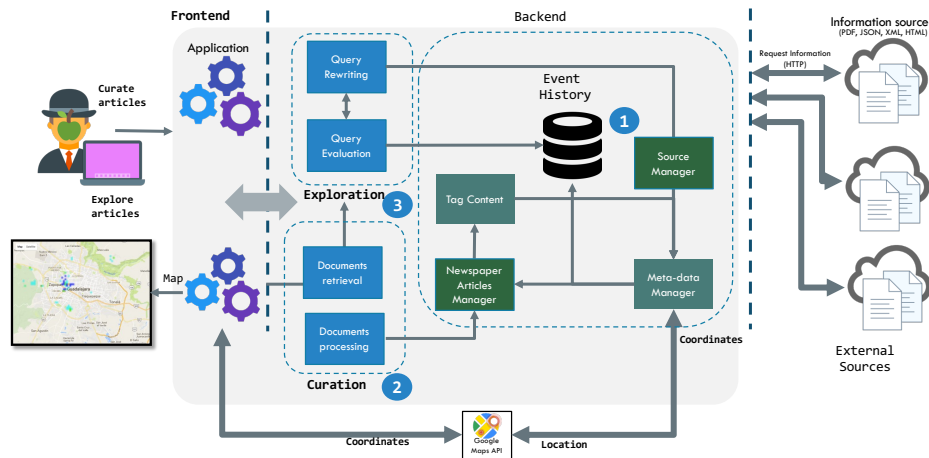 Frontend
Backend
Information source
(PDF, JSON, XML, HTML)
Application
Request Information
(HTTP)
Curate
articles
Explore
articles
Query
Rewriting
Query
Evaluation
Exploration
3
Event
History
1
Source
Manager
Tag Content
Newspaper
Articles
Manager
Meta-data
Manager
Map
Documents
retrieval
Documents
processing
Curation
2
Coordinates
External
Sources
Coordinates
Google
Maps API
Location